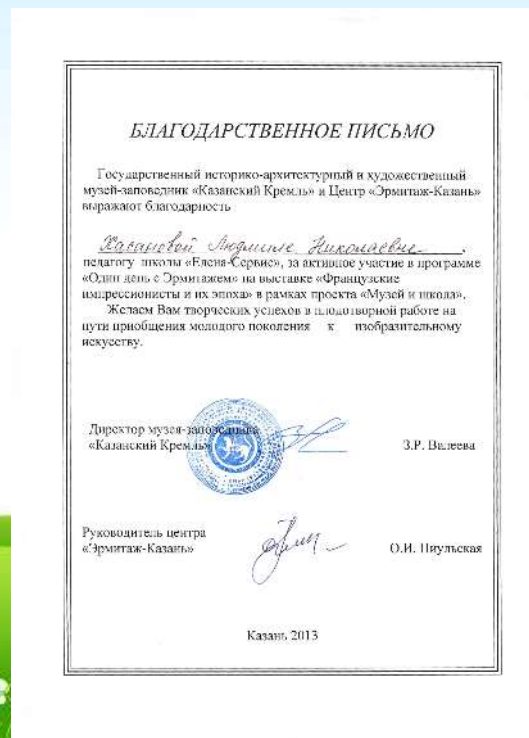 БЛАГОДАРСТВЕННОЕ ПИСЬМО
Государственный историко-архитектурный и художественный
музей-заповедник «Казанский Кремль» и Центр «Эрмитаж-Казань»
выражают благодарность
Хасановой Людмиле Николаевне,
педагогу школы «Елена-Сервис», за активное участие в программе
«Один день с Эрмитажем» на выставке «Французские
импрессионисты и их эпоха» в рамках проекта «Музей и школа».
Желаем Вам творческих успехов в плодотворной работе на
пути приобщения молодого поколения к изобразительному
искусству.
Директор музея-заповедника
«Казанский Кремль» З.Р. Валеева
Руководитель центра
«Эрмитаж-Казань» О.И. Пиульская
Казань 2013